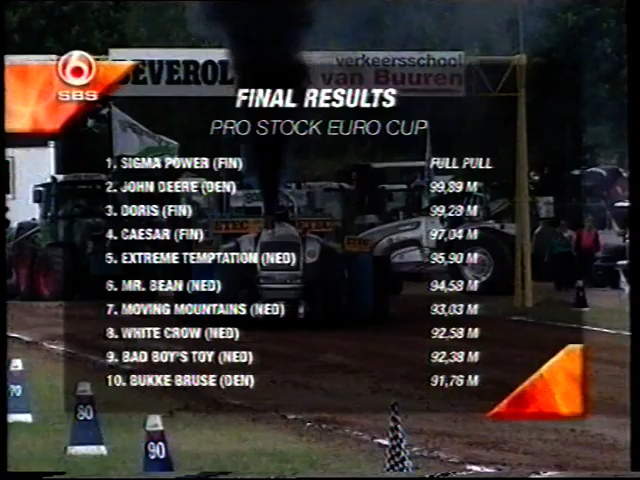 6
SBS
BEVEROL
verkeersschool
van Buuren
FINAL RESULTS
PRO STOCK EURO CUP
1. SIGMA POWER (FIN) FULL PULL
2. JOHN DEERE (DEN) 99,89 M
3. DORIS (FIN) 99,28 M
4. CAESAR (FIN) 97,04 M
5. EXTREME TEMPTATION (NED) 95,90 M
6. MR. BEAN (NED) 94,58 M
7. MOVING MOUNTAINS (NED) 93,03 M
8. WHITE CROW (NED) 92,58 M
9. BAD BOY'S TOY (NED) 92,38 M
10. BUKKE BRUSE (DEN) 91,76 M
70
80
90